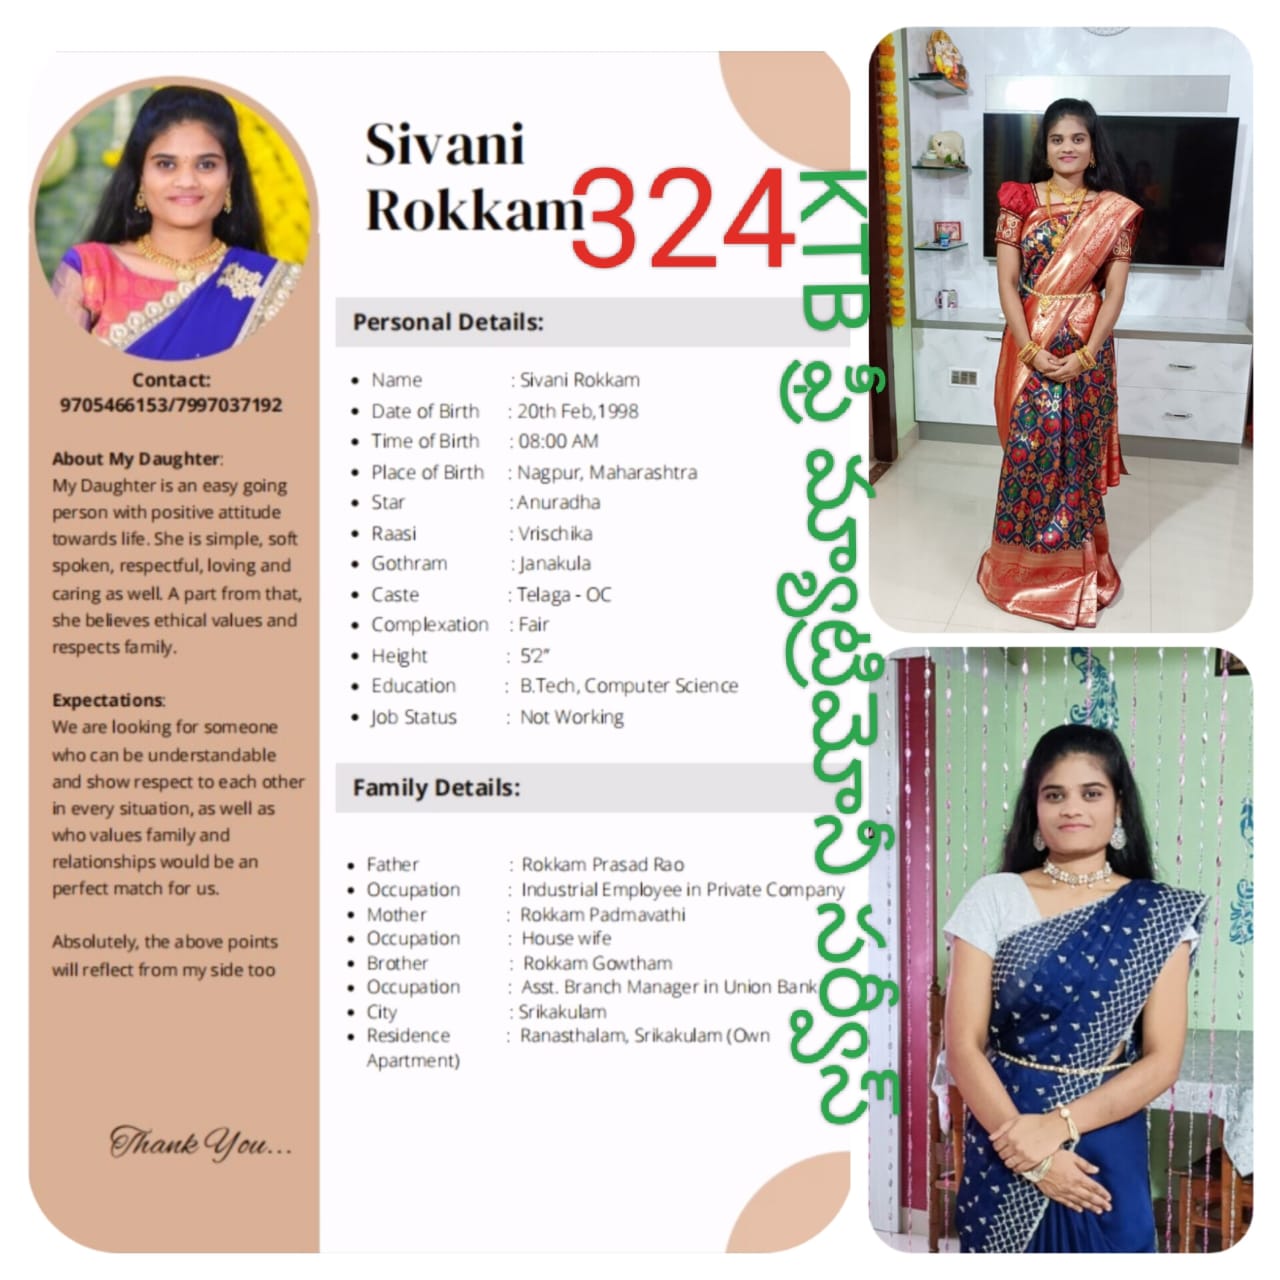 Sivani
Rokkam
324
KTB శ్రీ మ్యాట్రిమోనీ సర్వీస్
Contact:
9705466153/7997037192
About My Daughter:
My Daughter is an easy going
person with positive attitude
towards life. She is simple, soft
spoken, respectful, loving and
caring as well. A part from that,
she believes ethical values and
respects family.
Expectations:
We are looking for someone
who can be understandable
and show respect to each other
in every situation, as well as
who values family and
relationships would be an
perfect match for us.
Absolutely, the above points
will reflect from my side too
Thank You...
Personal Details:
• Name : Sivani Rokkam
• Date of Birth : 20th Feb,1998
• Time of Birth : 08:00 AM
• Place of Birth : Nagpur, Maharashtra
• Star : Anuradha
• Raasi : Vrischika
• Gothram : Janakula
• Caste : Telaga - OC
• Complexation : Fair
• Height : 5'2"
• Education : B.Tech, Computer Science
• Job Status : Not Working
Family Details:
• Father : Rokkam Prasad Rao
• Occupation : Industrial Employee in Private Company
• Mother : Rokkam Padmavathi
• Occupation : House wife
• Brother : Rokkam Gowtham
• Occupation : Asst. Branch Manager in Union Bank
• City : Srikakulam
• Residence : Ranasthalam, Srikakulam (Own
Apartment)